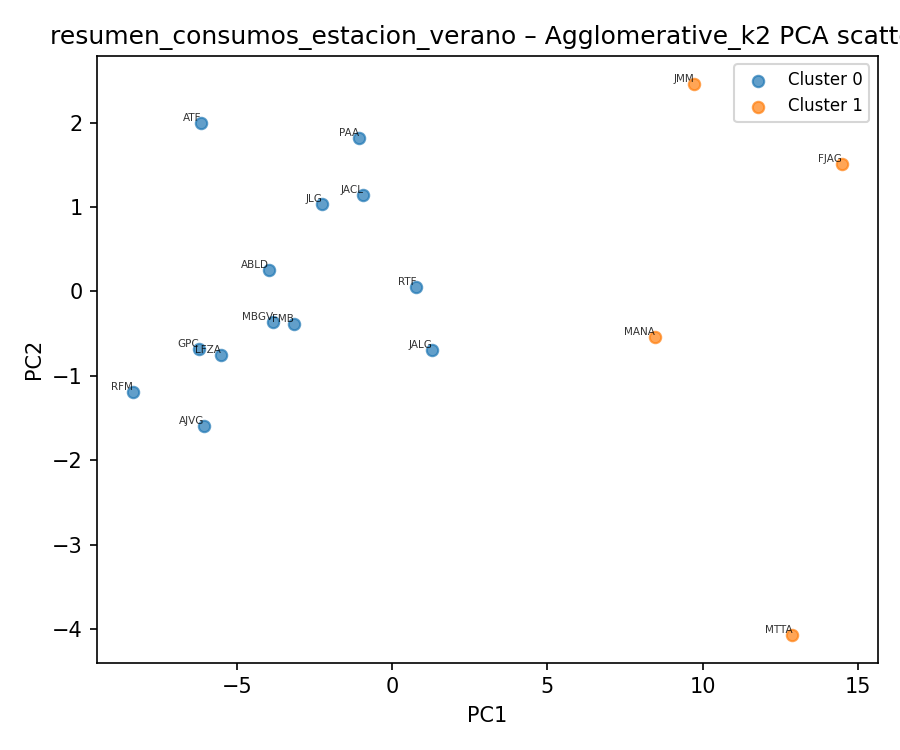 resumen_consumos_estacion_verano – Agglomerative_k2 PCA scatt
Cluster 0
Cluster 1
JMM
ATF
PAA
FJAG
JACL
JLG
ABLD
RTF
MBGV
MANA
GPC
LFZA
JALG
RFM
AJVG
MTTA
PC2
2
1
0
−1
−2
−3
−4
−5
0
5
10
15
PC1